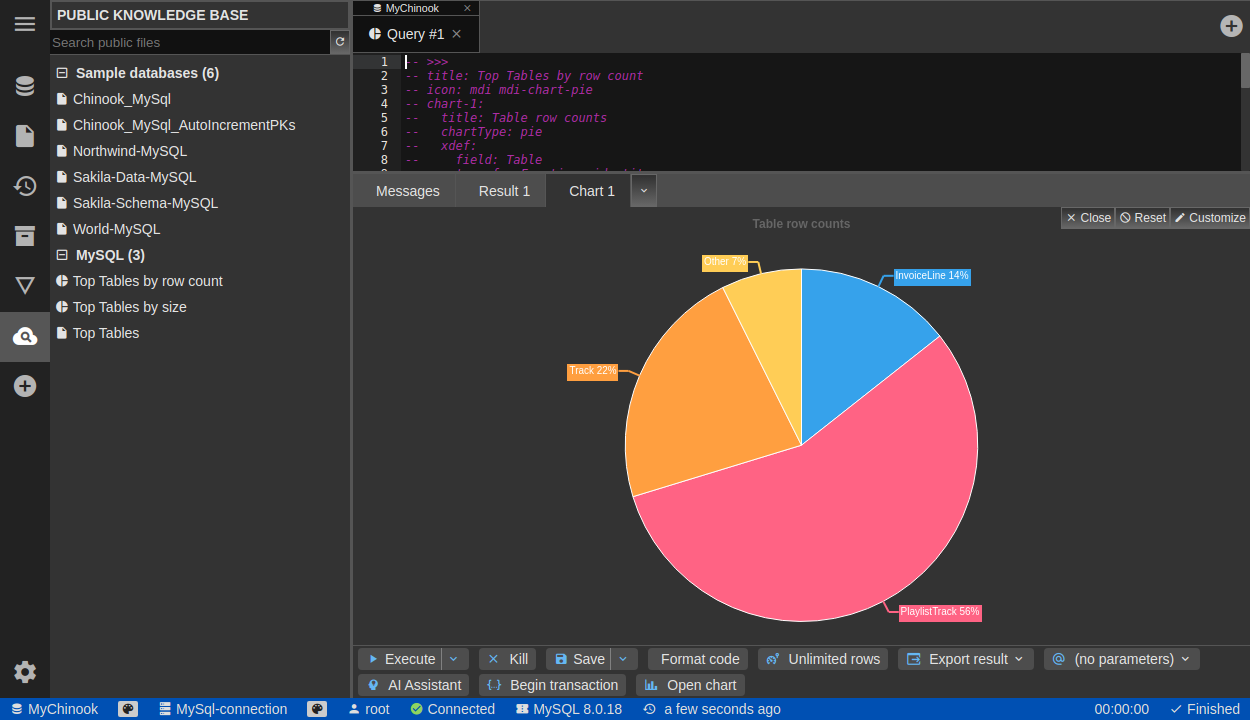 PUBLIC KNOWLEDGE BASE
Search public files
Sample databases (6)
Chinook_MySql
Chinook_MySql_AutoIncrementPKs
Northwind-MySQL
Sakila-Data-MySQL
Sakila-Schema-MySQL
World-MySQL
MySQL (3)
Top Tables by row count
Top Tables by size
Top Tables
MyChinook
Query #1
1 -- >>>
2 -- title: Top Tables by row count
3 -- icon: mdi mdi-chart-pie
4 -- chart-1:
5 --   title: Table row counts
6 --   chartType: pie
7 --   xdef:
8 --     field: Table
Messages Result 1 Chart 1
Close Reset Customize
Table row counts
Other 7%
InvoiceLine 14%
Track 22%
PlaylistTrack 56%
Execute Kill Save Format code Unlimited rows Export result (no parameters)
AI Assistant Begin transaction Open chart
MyChinook MySql-connection root Connected MySQL 8.0.18 a few seconds ago 00:00:00 Finished